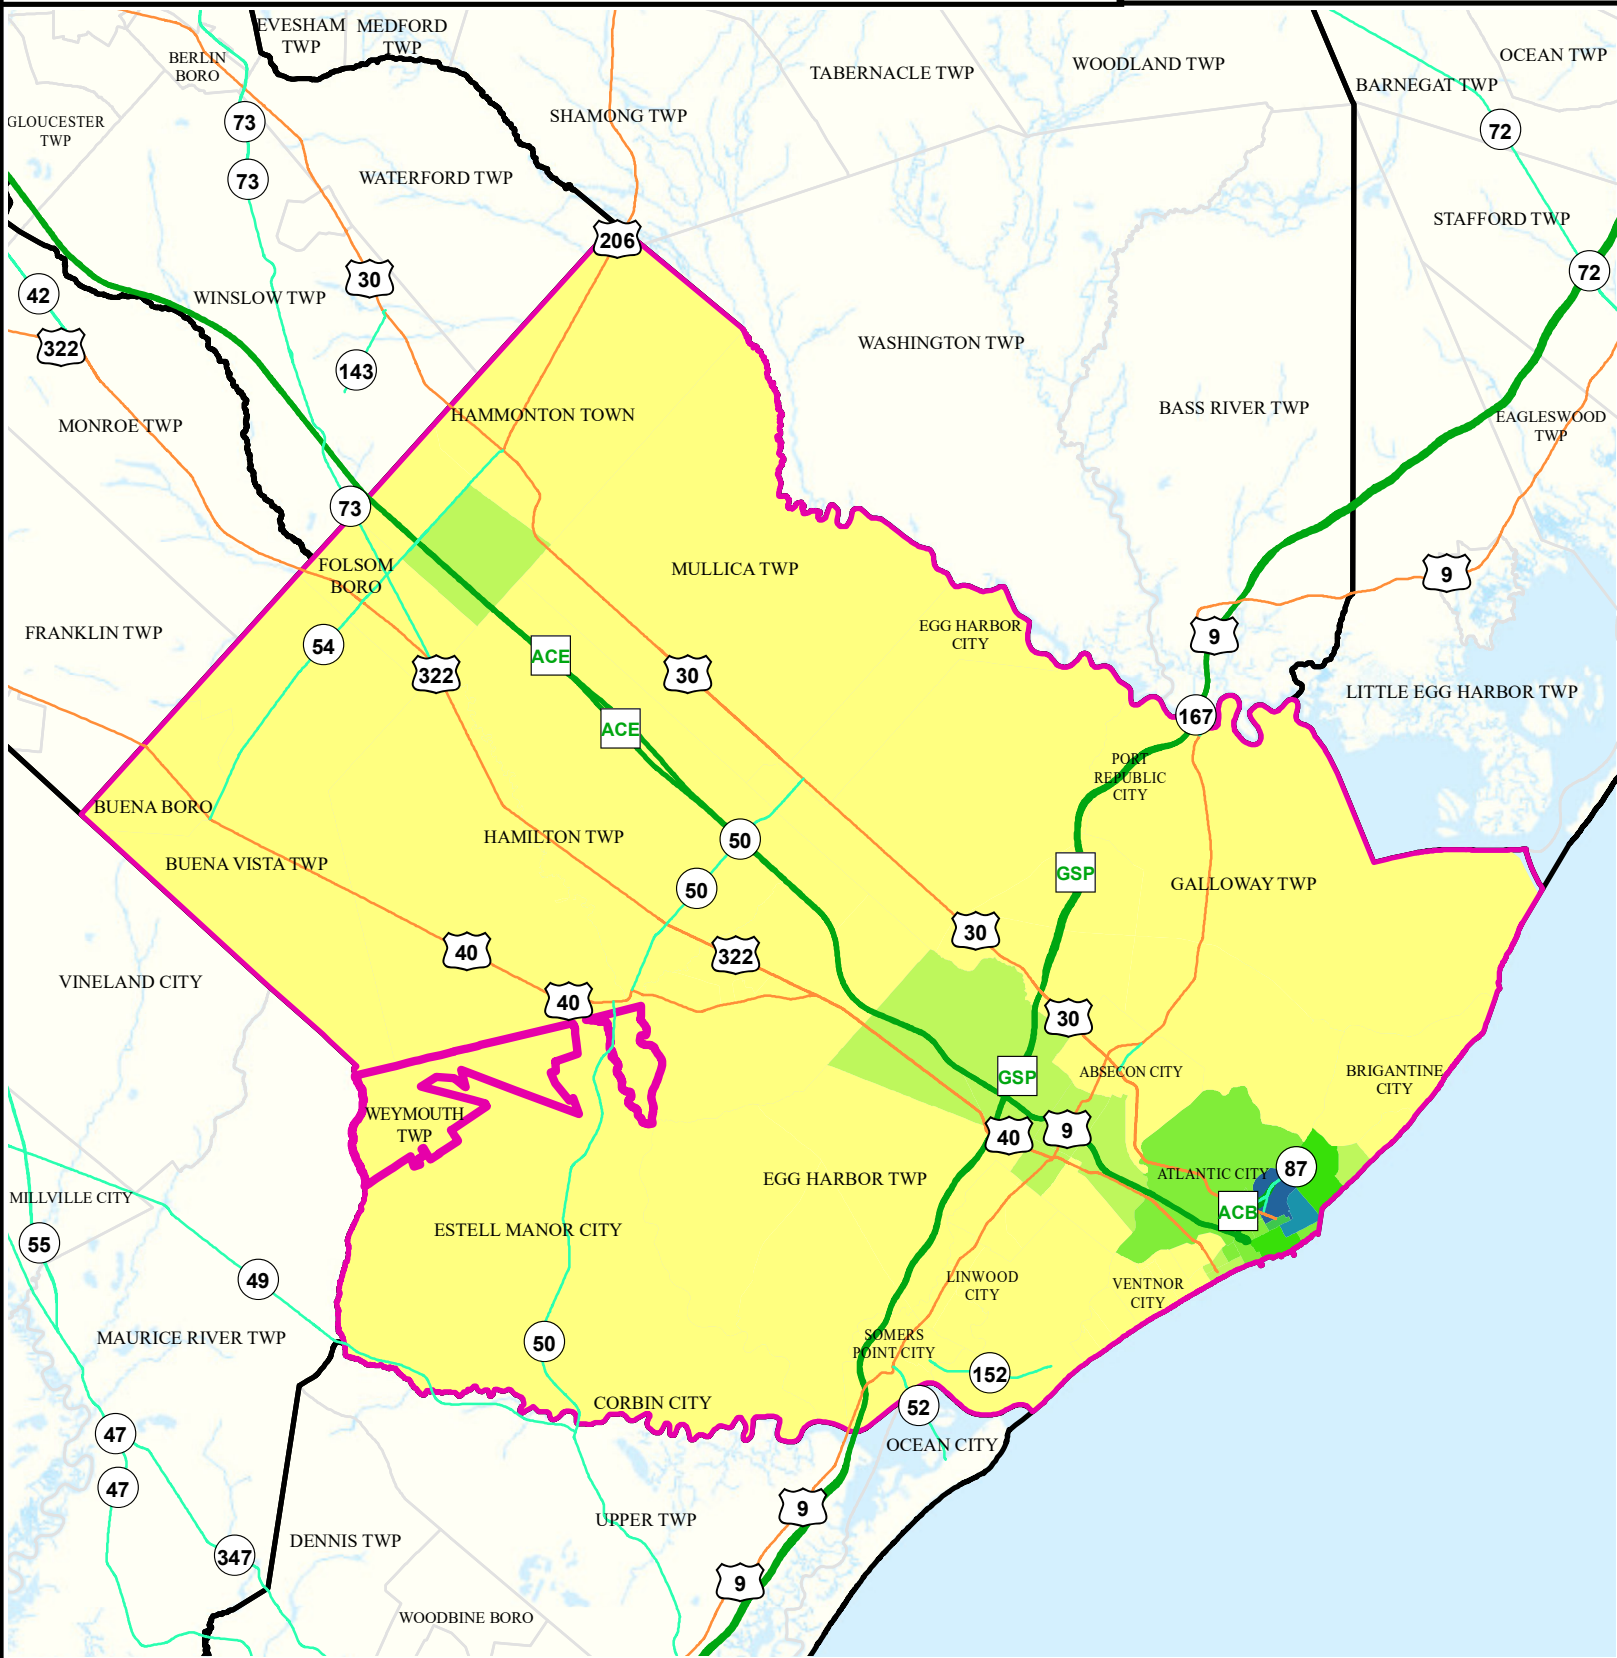 EVESHAM
TWP
MEDFORD
TWP
BERLIN
BORO
TABERNACLE TWP
WOODLAND TWP
OCEAN TWP
BARNEGAT TWP
GLOUCESTER
TWP
73
SHAMONG TWP
72
73
WATERFORD TWP
STAFFORD TWP
206
72
30
42
WINSLOW TWP
322
143
WASHINGTON TWP
MONROE TWP
HAMMONTON TOWN
BASS RIVER TWP
EAGLESWOOD
TWP
73
FOLSOM
BORO
MULLICA TWP
9
FRANKLIN TWP
54
EGG HARBOR
CITY
9
ACE
322
30
LITTLE EGG HARBOR TWP
167
ACE
PORT
REPUBLIC
CITY
BUENA BORO
HAMILTON TWP
50
BUENA VISTA TWP
GSP
50
GALLOWAY TWP
30
40
322
VINELAND CITY
40
30
GSP
ABSECON CITY
BRIGANTINE
CITY
WEYMOUTH
TWP
40
9
ATLANTIC CITY
87
EGG HARBOR TWP
MILLVILLE CITY
ACB
ESTELL MANOR CITY
55
49
LINWOOD
CITY
VENTNOR
CITY
MAURICE RIVER TWP
50
SOMERS
POINT CITY
152
CORBIN CITY
52
47
OCEAN CITY
47
9
UPPER TWP
DENNIS TWP
347
9
WOODBINE BORO